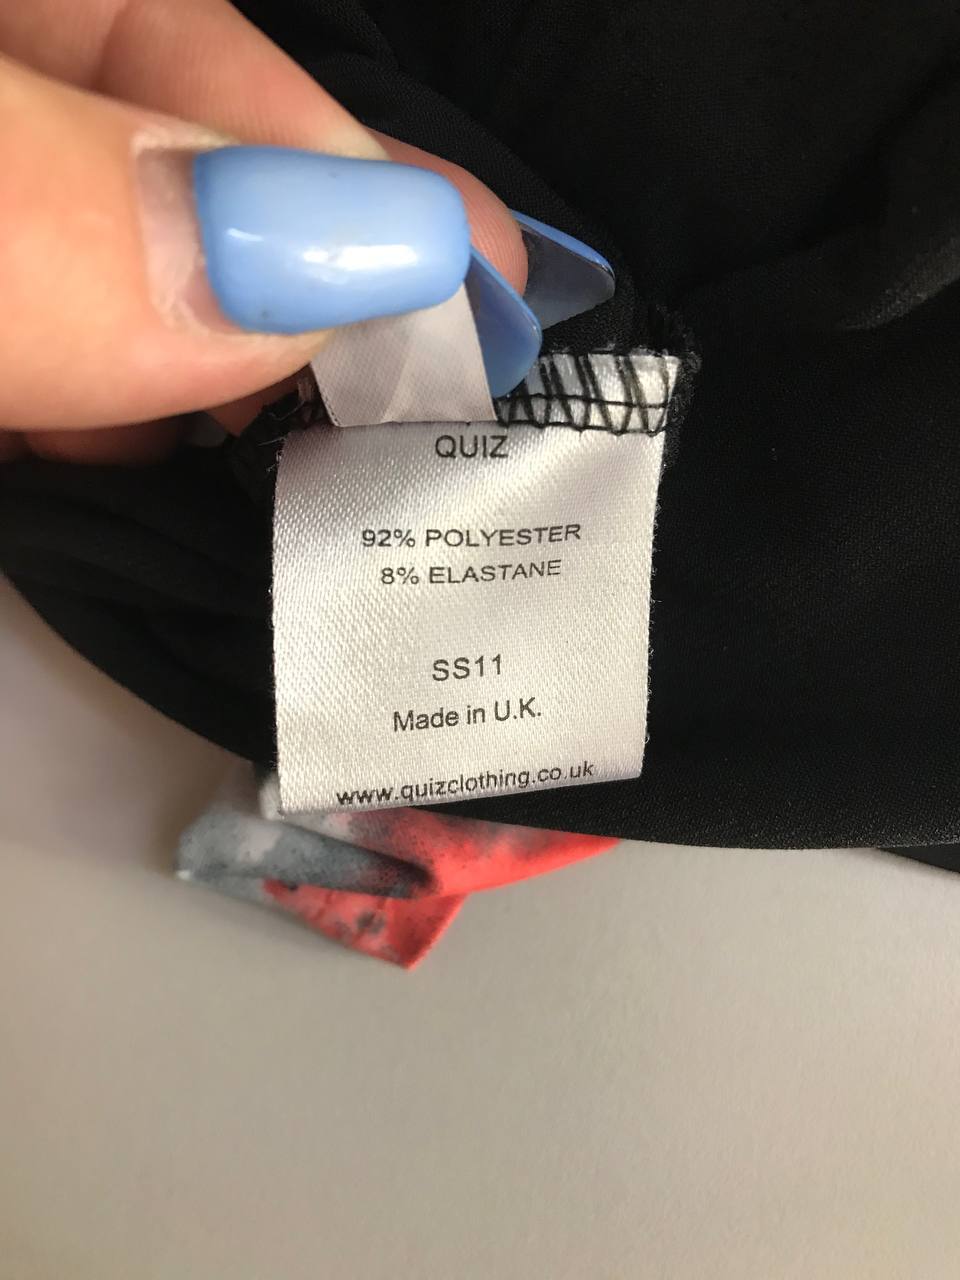 QUIZ
92% POLYESTER
8% ELASTANE
SS11
Made in U.K.
www.quizclothing.co.uk